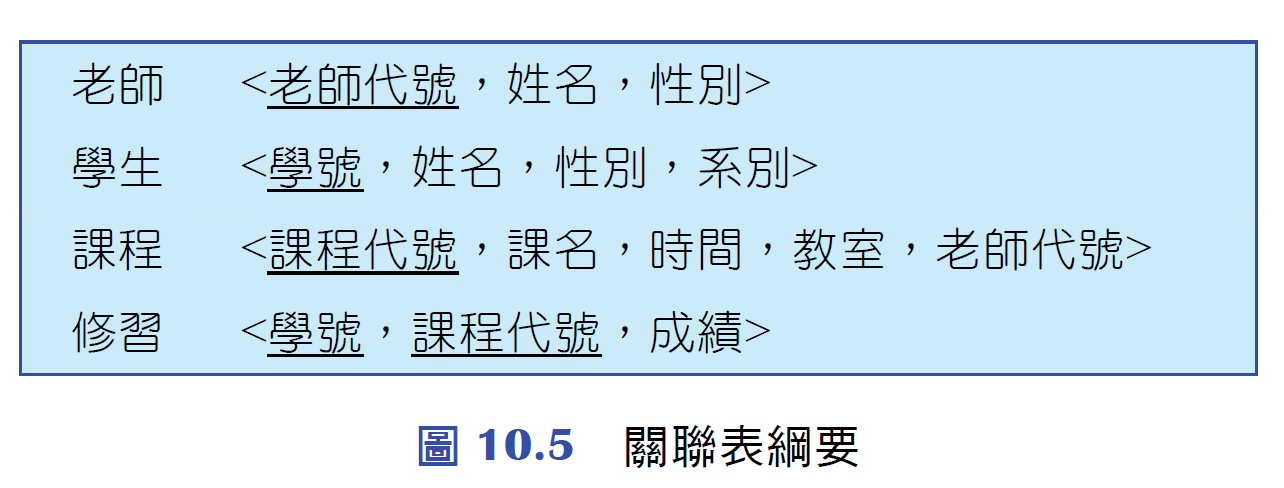 老師 <老師代號，姓名，性別>
學生 <學號，姓名，性別，系別>
課程 <課程代號，課名，時間，教室，老師代號>
修習 <學號，課程代號，成績>
圖 10.5 關聯表綱要